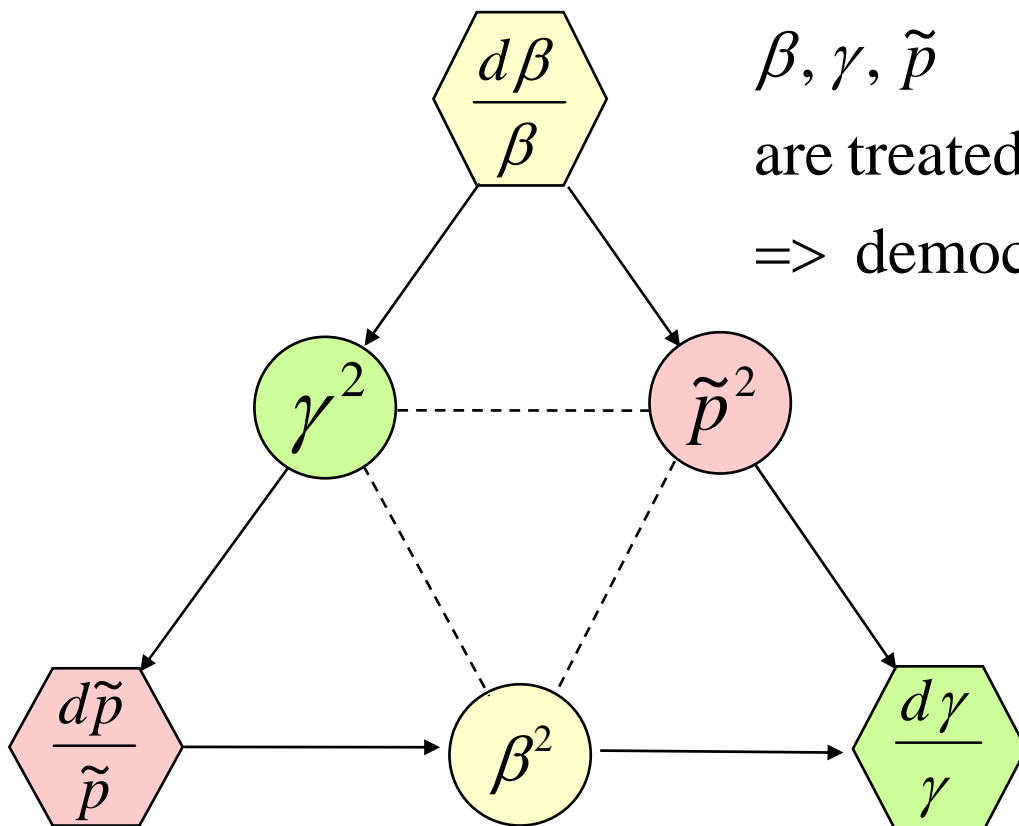 dβ/β
β, γ, p̃
are treated
=> democ
γ²
p̃²
dp̃/p̃
β²
dγ/γ